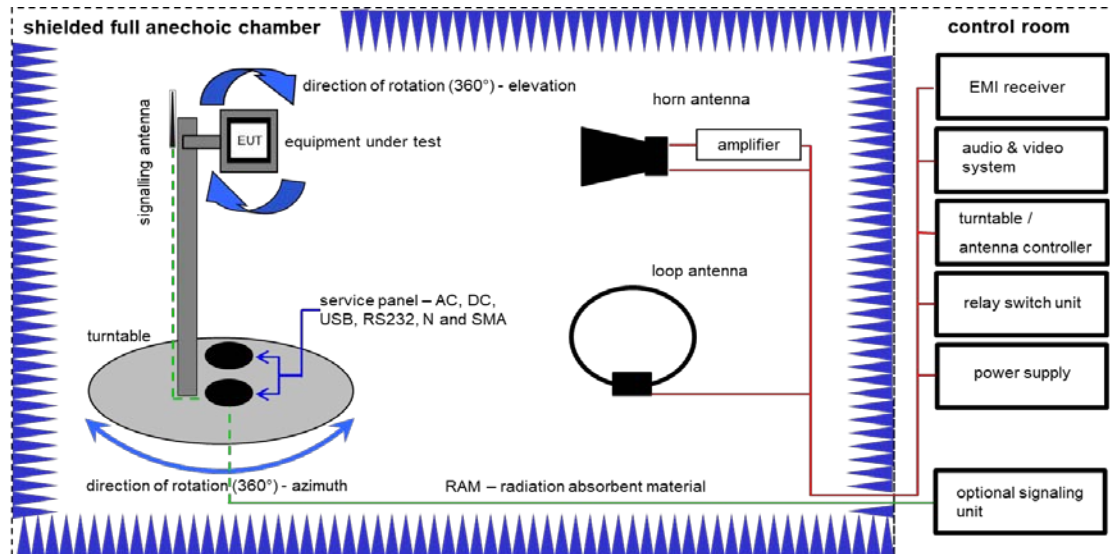 shielded full anechoic chamber
control room
direction of rotation (360°) - elevation
signalling antenna
EUT
equipment under test
horn antenna
amplifier
loop antenna
service panel – AC, DC,
USB, RS232, N and SMA
turntable
direction of rotation (360°) - azimuth
RAM – radiation absorbent material
EMI receiver
audio & video
system
turntable /
antenna controller
relay switch unit
power supply
optional signaling
unit